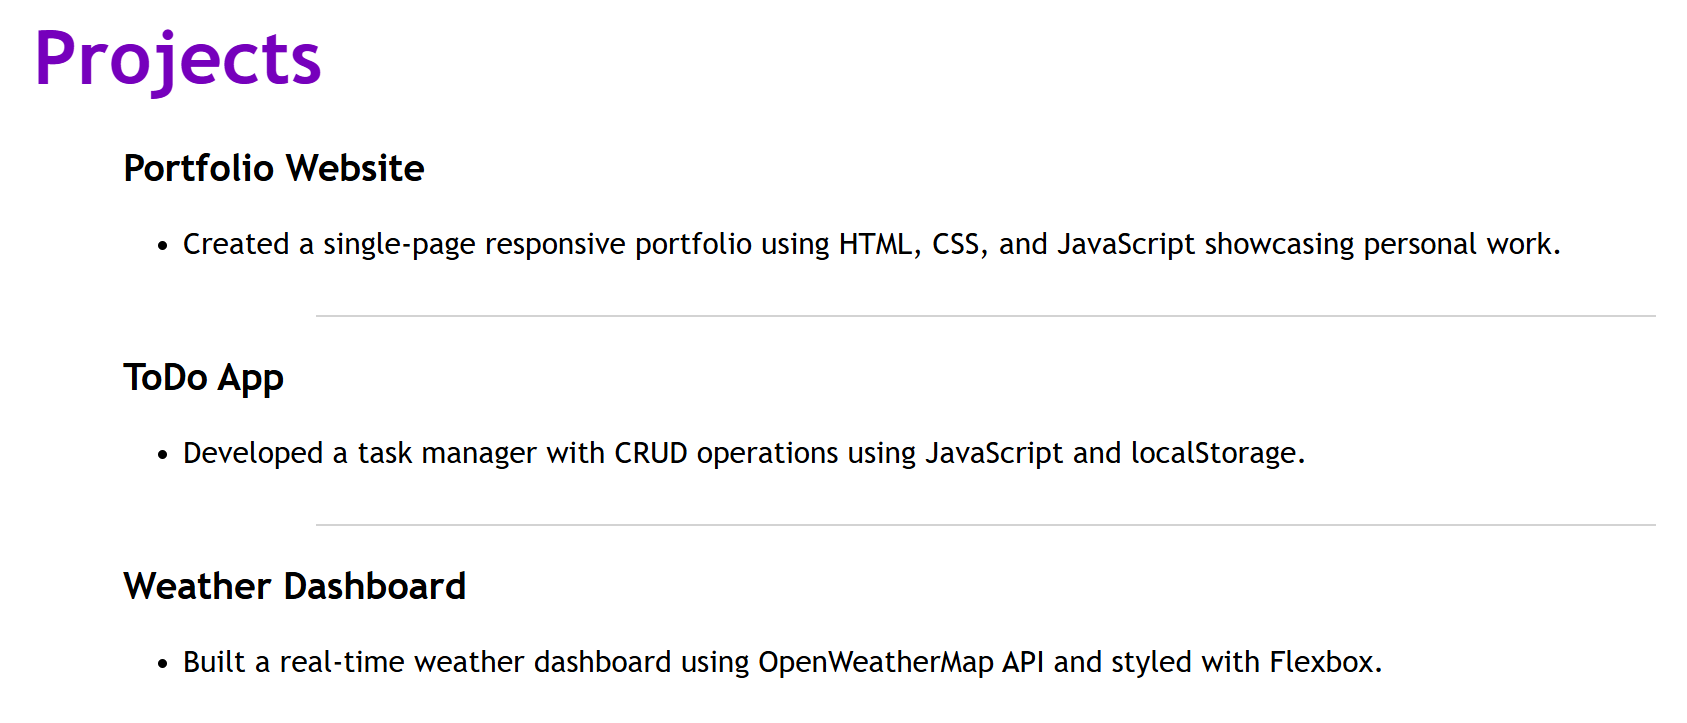 Projects
Portfolio Website
• Created a single-page responsive portfolio using HTML, CSS, and JavaScript showcasing personal work.
ToDo App
• Developed a task manager with CRUD operations using JavaScript and localStorage.
Weather Dashboard
• Built a real-time weather dashboard using OpenWeatherMap API and styled with Flexbox.